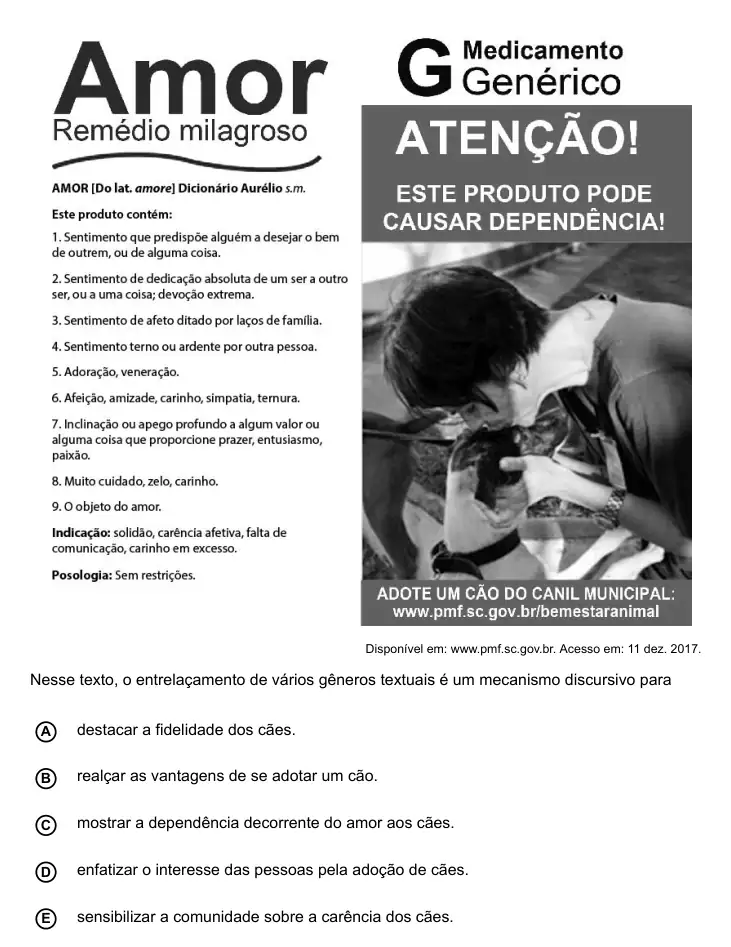 Amor
Remédio milagroso
AMOR [Do lat. amore] Dicionário Aurélio s.m.
Este produto contém:
1. Sentimento que predispõe alguém a desejar o bem
de outrem, ou de alguma coisa.
2. Sentimento de dedicação absoluta de um ser a outro
ser, ou a uma coisa; devoção extrema.
3. Sentimento de afeto ditado por laços de família.
4. Sentimento terno ou ardente por outra pessoa.
5. Adoração, veneração.
6. Afeição, amizade, carinho, simpatia, ternura.
7. Inclinação ou apego profundo a algum valor ou
alguma coisa que proporcione prazer, entusiasmo,
paixão.
8. Muito cuidado, zelo, carinho.
9. O objeto do amor.
Indicação: solidão, carência afetiva, falta de
comunicação, carinho em excesso.
Posologia: Sem restrições.
G Medicamento
Genérico
ATENÇÃO!
ESTE PRODUTO PODE
CAUSAR DEPENDÊNCIA!
ADOTE UM CÃO DO CANIL MUNICIPAL:
www.pmf.sc.gov.br/bemestaranimal
Disponível em: www.pmf.sc.gov.br. Acesso em: 11 dez. 2017.
Nesse texto, o entrelaçamento de vários gêneros textuais é um mecanismo discursivo para
A destacar a fidelidade dos cães.
B realçar as vantagens de se adotar um cão.
C mostrar a dependência decorrente do amor aos cães.
D enfatizar o interesse das pessoas pela adoção de cães.
E sensibilizar a comunidade sobre a carência dos cães.